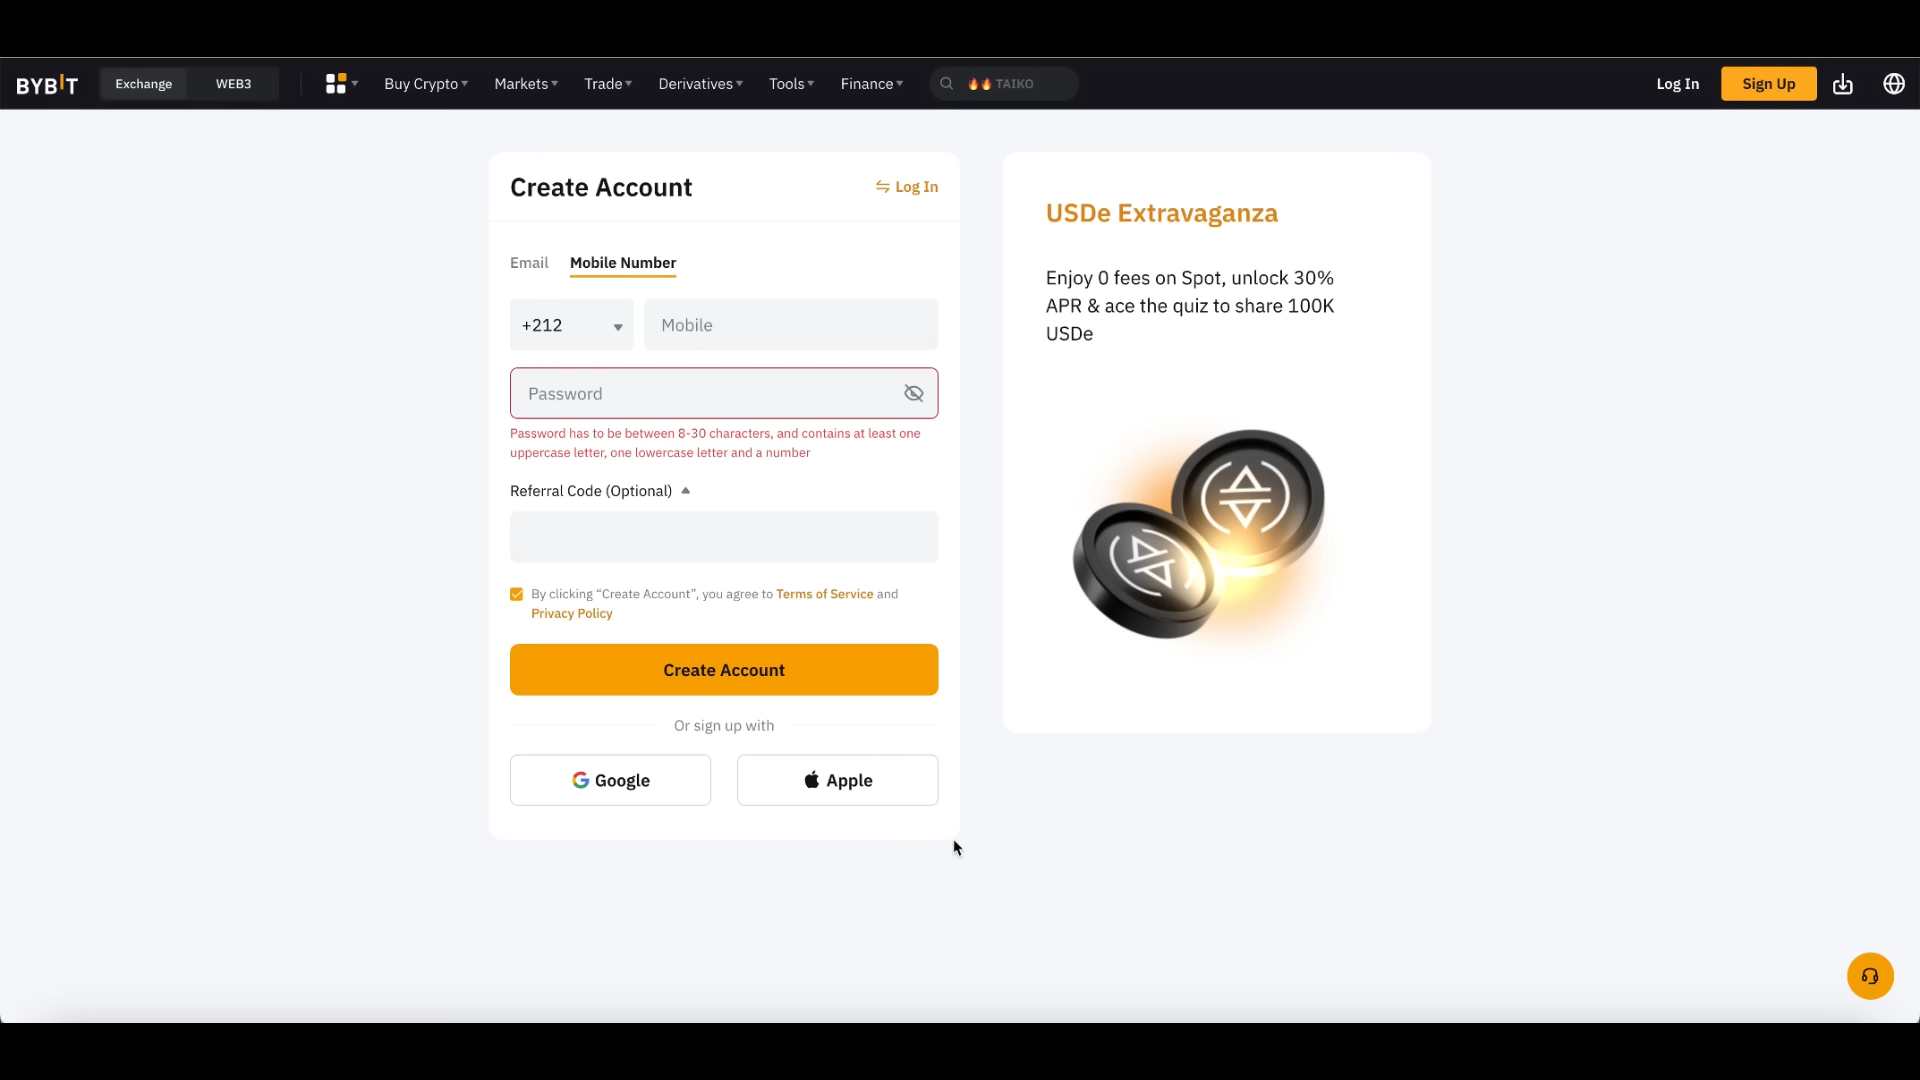 BYBIT Exchange WEB3 Buy Crypto Markets Trade Derivatives Tools Finance 🔥🔥 TAIKO Log In Sign Up
Create Account Log In
Email Mobile Number
+212 Mobile
Password
Password has to be between 8-30 characters, and contains at least one
uppercase letter, one lowercase letter and a number
Referral Code (Optional)
By clicking “Create Account”, you agree to Terms of Service and
Privacy Policy
Create Account
Or sign up with
Google Apple
USDe Extravaganza
Enjoy 0 fees on Spot, unlock 30%
APR & ace the quiz to share 100K
USDe